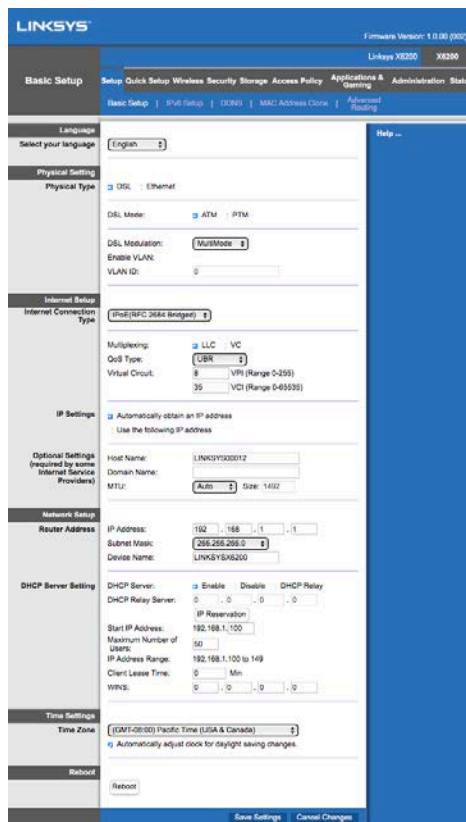 LINKSYS
Firmware Version: 1.0.00 (002)
Linksys X6200 X6200
Basic Setup
Setup Quick Setup Wireless Security Storage Access Policy Applications & Gaming Administration Stat
Basic Setup | IPv6 Setup | DDNS | MAC Address Clone | Advanced Routing
Language
Select your language English
Help ...
Physical Setting
Physical Type DSL Ethernet
DSL Mode: ATM PTM
DSL Modulation: MultiMode
Enable VLAN:
VLAN ID: 0
Internet Setup
Internet Connection Type IPoE(RFC 2684 Bridged)
Multiplexing: LLC VC
QoS Type: UBR
Virtual Circuit: 8 VPI (Range 0-255)
35 VCI (Range 0-65535)
IP Settings Automatically obtain an IP address
Use the following IP address
Optional Settings (required by some Internet Service Providers)
Host Name: LINKSYS00012
Domain Name:
MTU: Auto Size: 1492
Network Setup
Router Address IP Address: 192 . 168 . 1 . 1
Subnet Mask: 255.255.255.0
Device Name: LINKSYSX6200
DHCP Server Setting DHCP Server: Enable Disable DHCP Relay
DHCP Relay Server: 0 . 0 . 0 . 0
IP Reservation
Start IP Address: 192.168.1. 100
Maximum Number of Users: 50
IP Address Range: 192.168.1.100 to 149
Client Lease Time: 0 Min
WINS: 0 . 0 . 0 . 0
Time Settings
Time Zone (GMT-08:00) Pacific Time (USA & Canada)
Automatically adjust clock for daylight saving changes.
Reboot
Reboot
Save Settings Cancel Changes